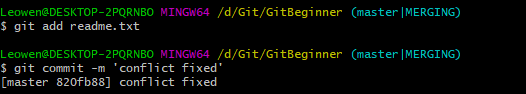 Leowen@DESKTOP-2PQRNBO MINGW64 /d/Git/GitBeginner (master|MERGING)
$ git add readme.txt
Leowen@DESKTOP-2PQRNBO MINGW64 /d/Git/GitBeginner (master|MERGING)
$ git commit -m 'conflict fixed'
[master 820fb88] conflict fixed